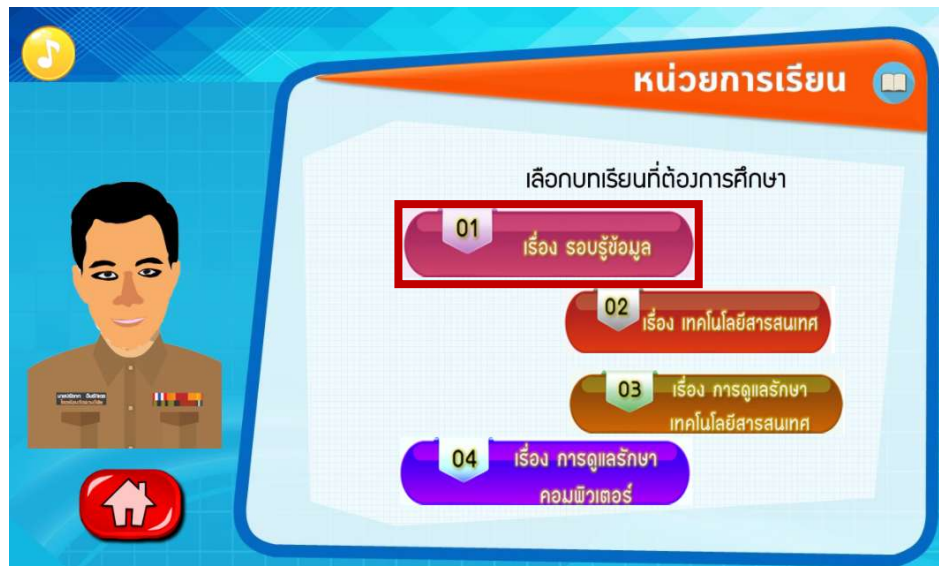 หน่วยการเรียน
เลือกบทเรียนที่ต้องการศึกษา
01
เรื่อง รอบรู้ข้อมูล
02
เรื่อง เทคโนโลยีสารสนเทศ
03
เรื่อง การดูแลรักษา
เทคโนโลยีสารสนเทศ
04
เรื่อง การดูแลรักษา
คอมพิวเตอร์